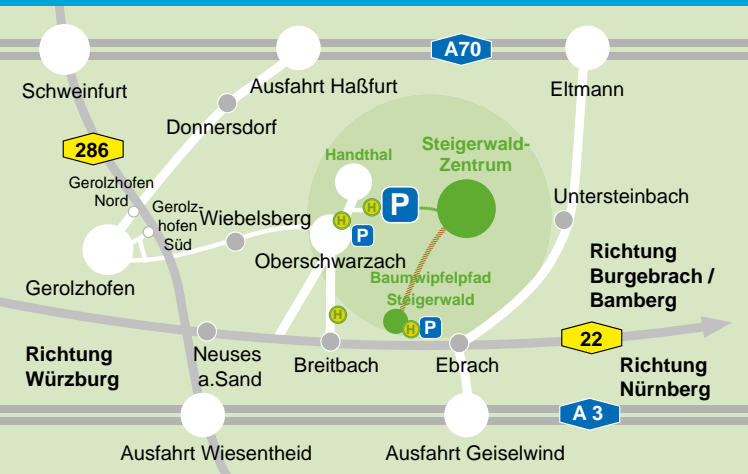 A70
Schweinfurt
Ausfahrt Haßfurt
Eltmann
Donnersdorf
286
Handthal
Steigerwald-
Zentrum
Gerolzhofen
Nord
Gerolz-
hofen
Süd
Wiebelsberg
H
H
P
P
Untersteinbach
Oberschwarzach
Gerolzhofen
Baumwipfelpfad
Steigerwald
Richtung
Burgebrach /
Bamberg
H
H
P
22
Richtung
Würzburg
Neuses
a.Sand
Breitbach
Ebrach
Richtung
Nürnberg
A 3
Ausfahrt Wiesentheid
Ausfahrt Geiselwind